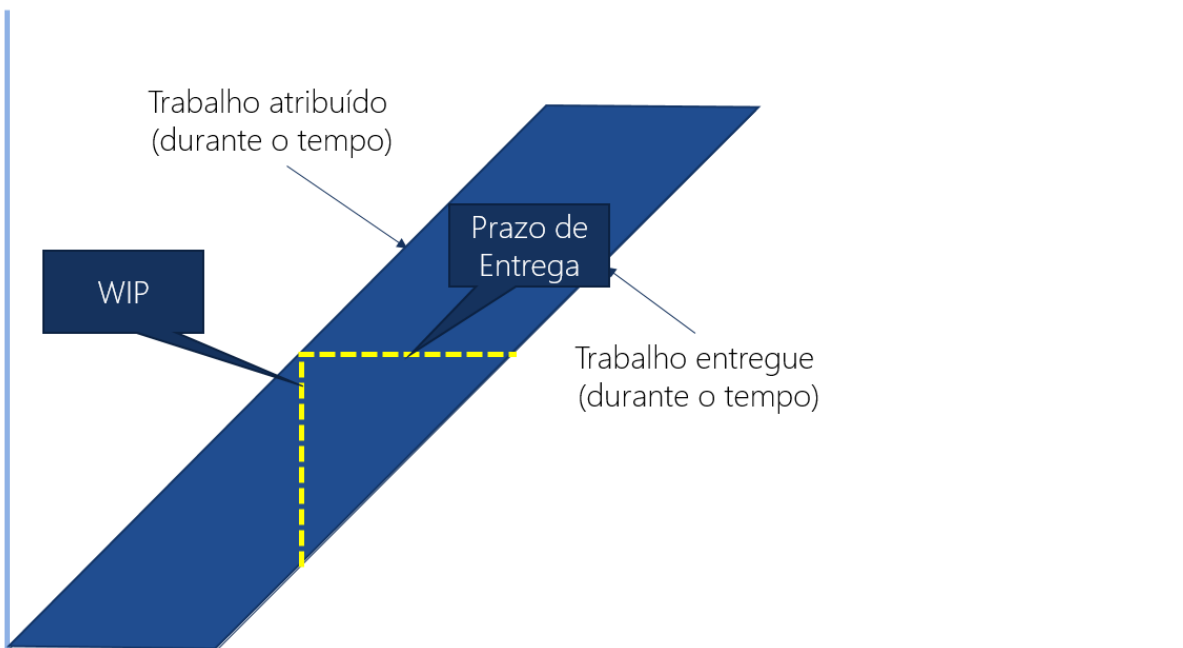 Trabalho atribuído
(durante o tempo)
Prazo de
Entrega
WIP
Trabalho entregue
(durante o tempo)